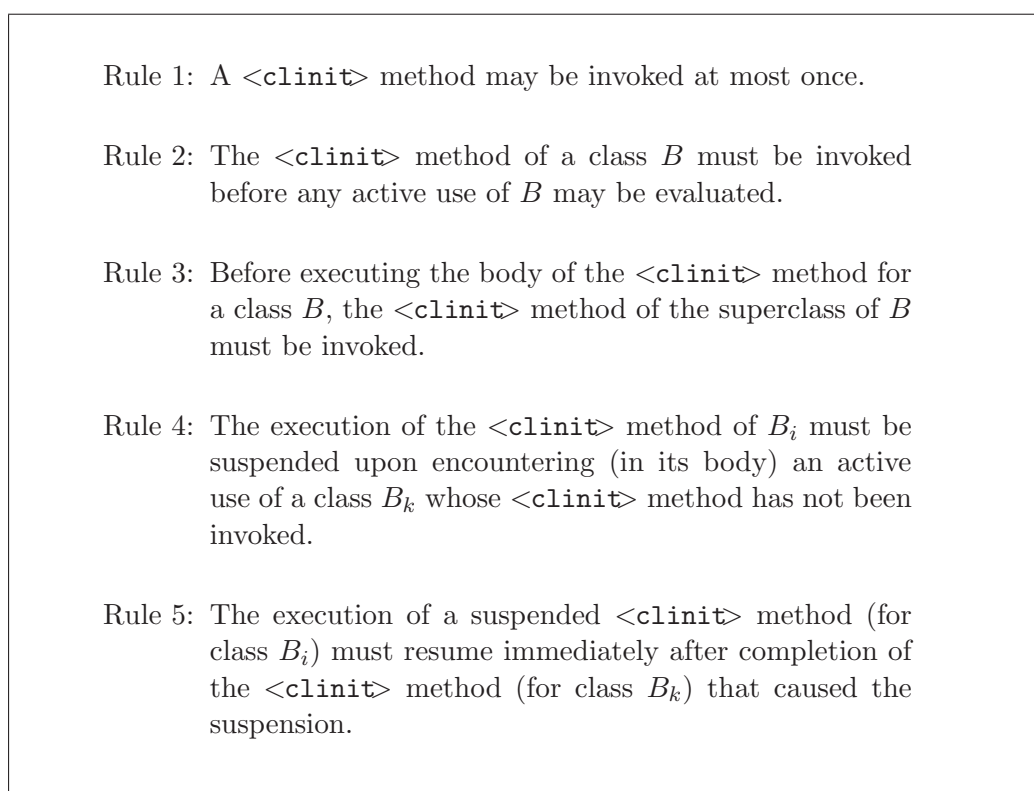 Rule 1: A <clinit> method may be invoked at most once.
Rule 2: The <clinit> method of a class B must be invoked
before any active use of B may be evaluated.
Rule 3: Before executing the body of the <clinit> method for
a class B, the <clinit> method of the superclass of B
must be invoked.
Rule 4: The execution of the <clinit> method of Bᵢ must be
suspended upon encountering (in its body) an active
use of a class Bₖ whose <clinit> method has not been
invoked.
Rule 5: The execution of a suspended <clinit> method (for
class Bᵢ) must resume immediately after completion of
the <clinit> method (for class Bₖ) that caused the
suspension.